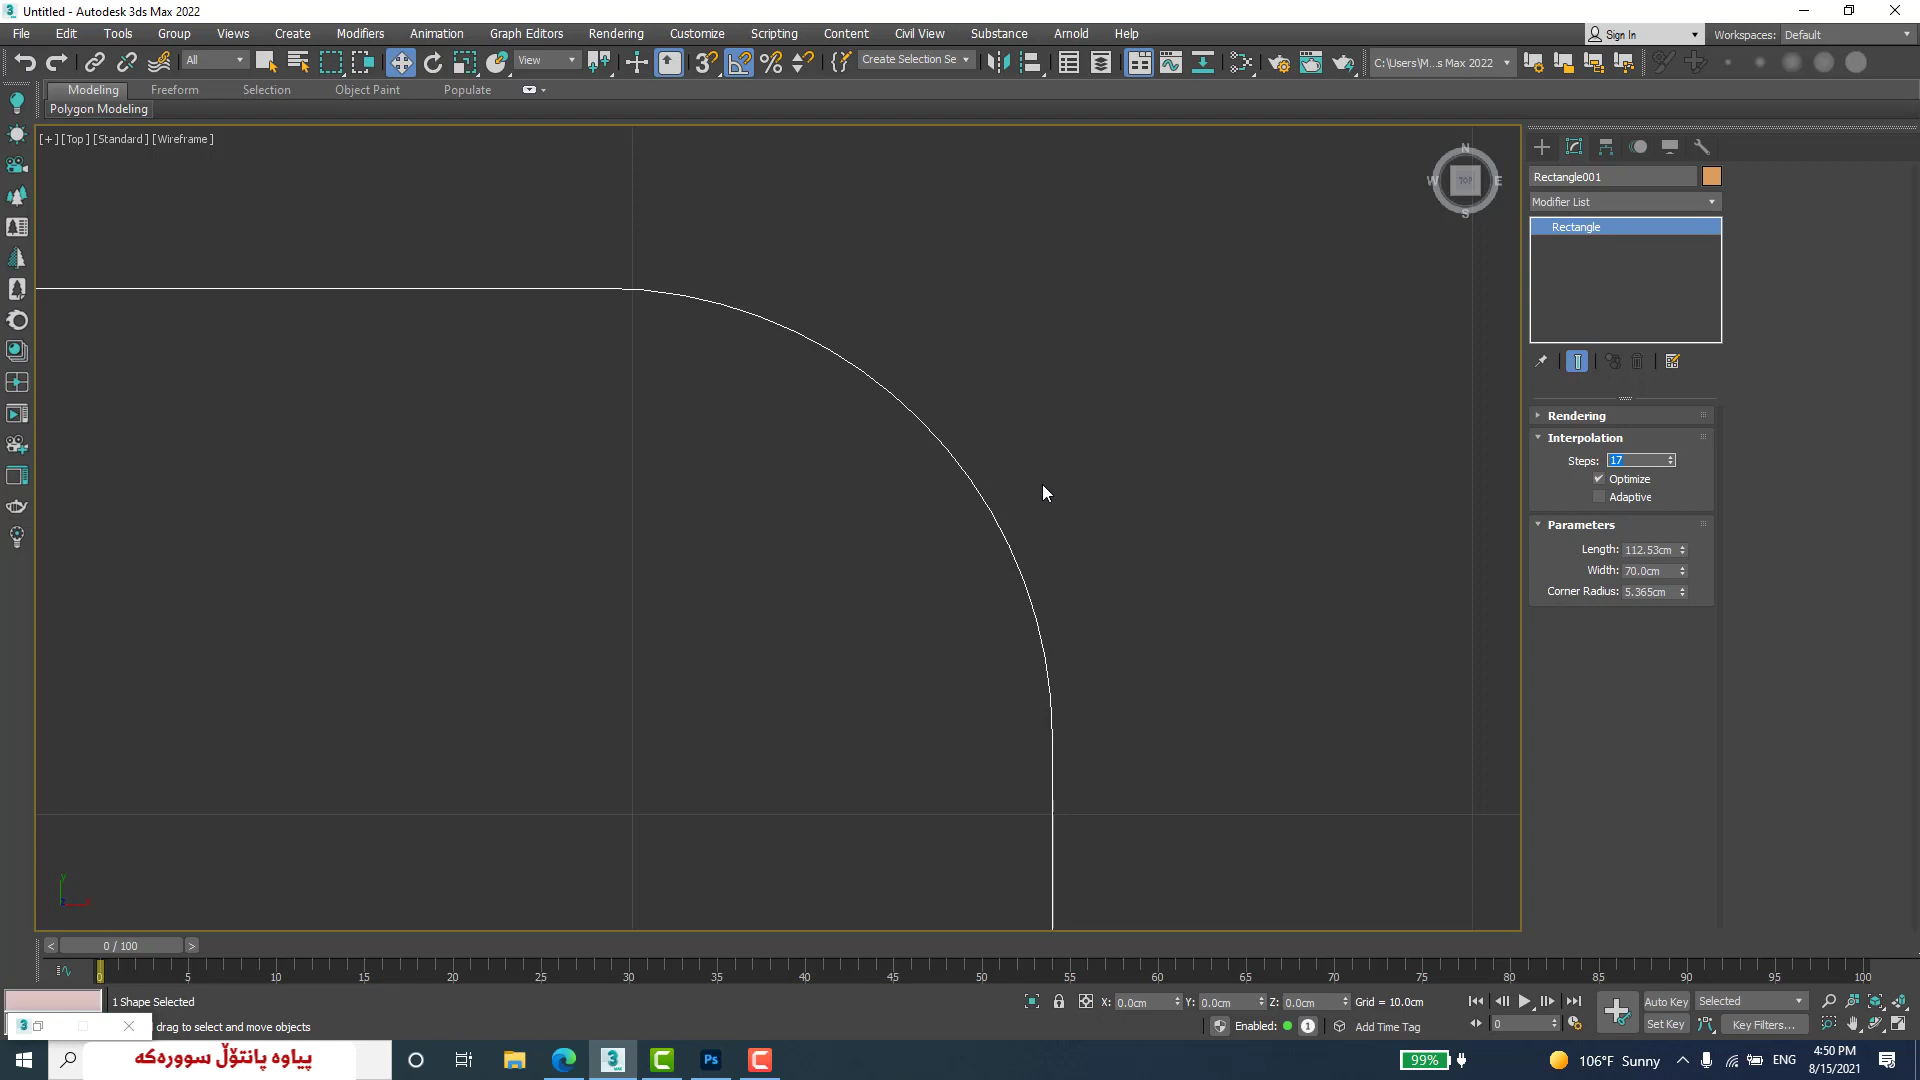 Untitled - Autodesk 3ds Max 2022
File Edit Tools Group Views Create Modifiers Animation Graph Editors Rendering Customize Scripting Content Civil View Substance Arnold Help Sign In Workspaces: Default
All View Create Selection Se C:\Users\M...s Max 2022
Modeling Freeform Selection Object Paint Populate
Polygon Modeling
[+] [Top] [Standard] [Wireframe]
N
W TOP E
S
Rectangle001
Modifier List
Rectangle
Rendering
Interpolation
Steps: 17
Optimize
Adaptive
Parameters
Length: 112.53cm
Width: 70.0cm
Corner Radius: 5.365cm
y
x
0 / 100
0 5 10 15 20 25 30 35 40 45 50 55 60 65 70 75 80 85 90 95 100
1 Shape Selected X: 0.0cm Y: 0.0cm Z: 0.0cm Grid = 10.0cm Auto Key Selected
drag to select and move objects Enabled: 1 Add Time Tag 0 Set Key Key Filters...
پیاوە پانتۆڵ سوورەکە
99% 106°F Sunny ENG 4:50 PM
8/15/2021